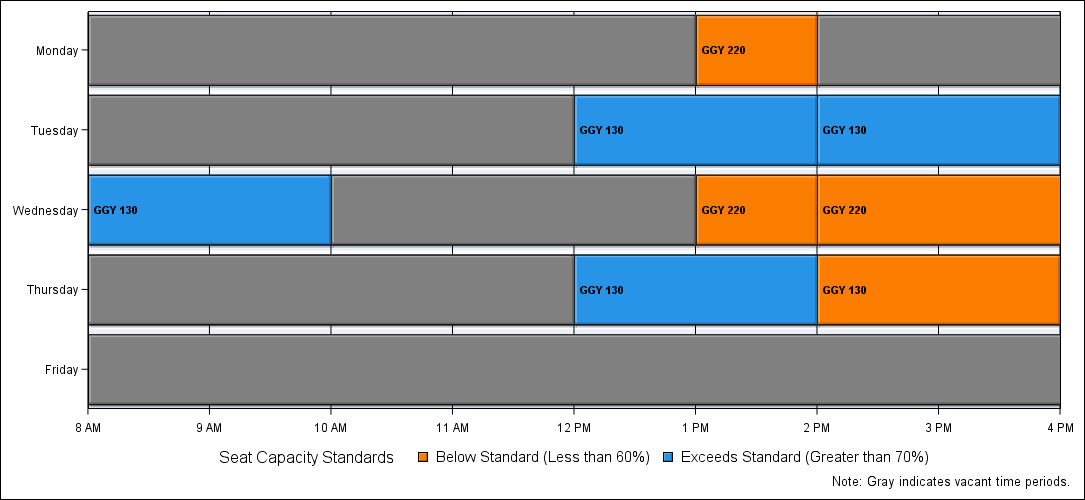 Monday
GGY 220
Tuesday
GGY 130
GGY 130
Wednesday
GGY 130
GGY 220
GGY 220
Thursday
GGY 130
GGY 130
Friday
8 AM 9 AM 10 AM 11 AM 12 PM 1 PM 2 PM 3 PM 4 PM
Seat Capacity Standards Below Standard (Less than 60%) Exceeds Standard (Greater than 70%)
Note: Gray indicates vacant time periods.